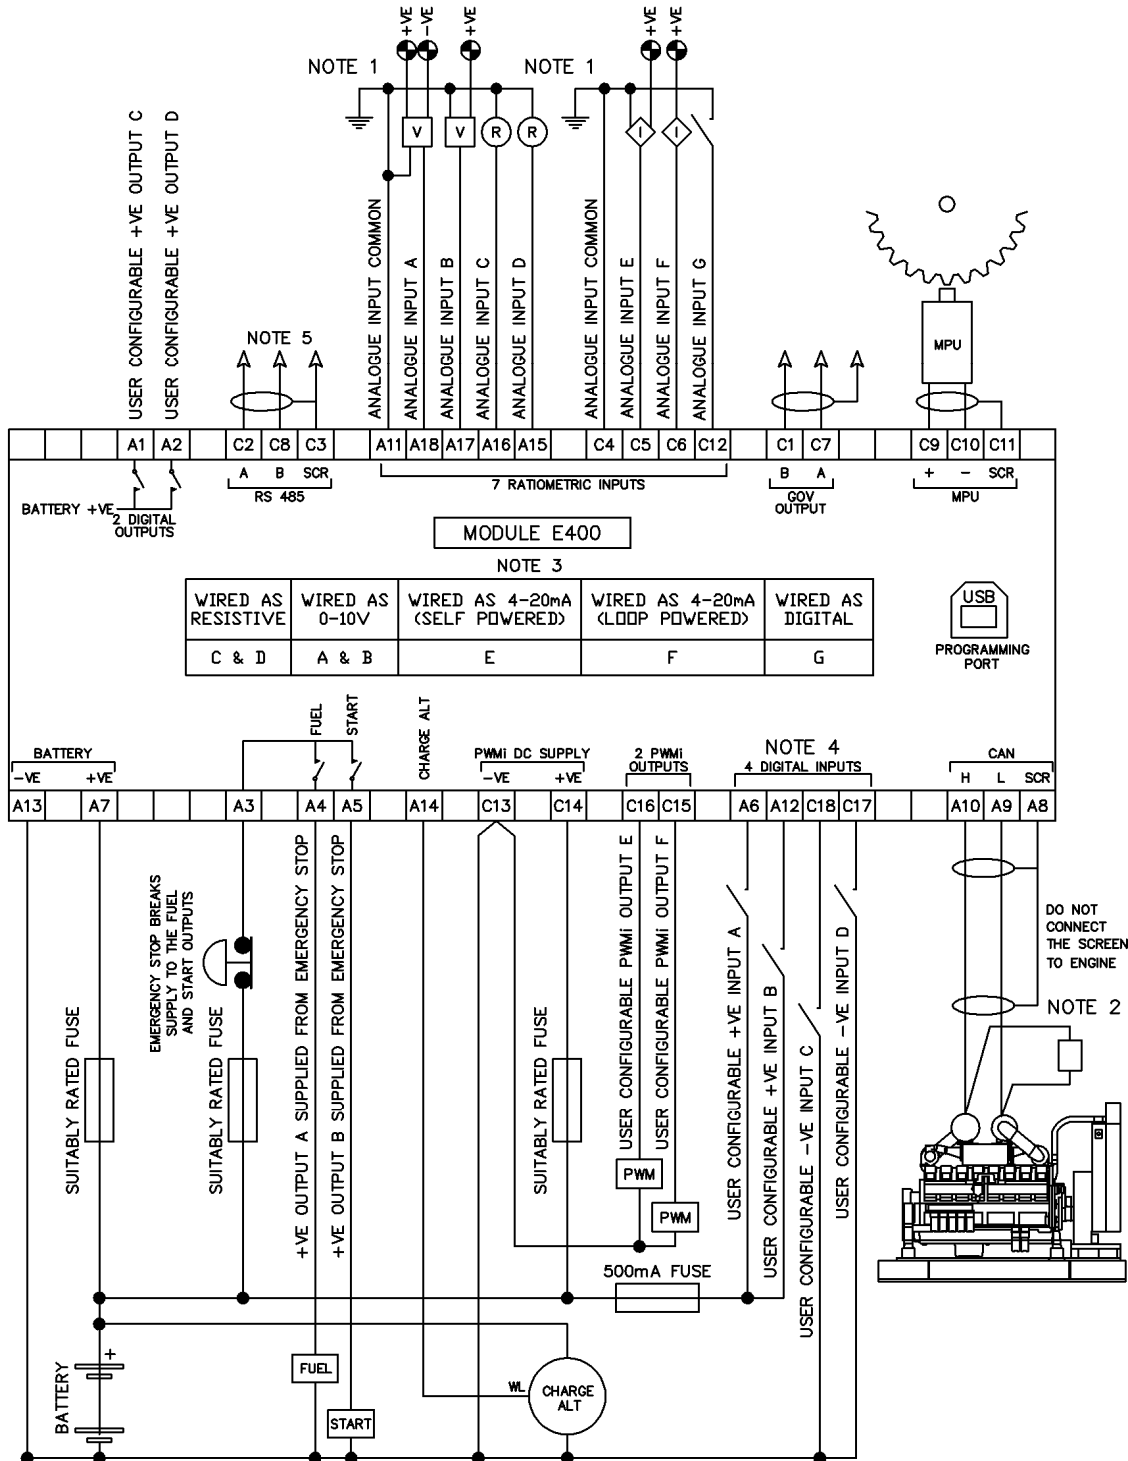 +VE
-VE
+VE
+VE
NOTE 1
NOTE 1
USER CONFIGURABLE +VE OUTPUT C
USER CONFIGURABLE +VE OUTPUT D
V
V
R
R
I
I
ANALOGUE INPUT COMMON
ANALOGUE INPUT A
ANALOGUE INPUT B
ANALOGUE INPUT C
ANALOGUE INPUT D
ANALOGUE INPUT COMMON
ANALOGUE INPUT E
ANALOGUE INPUT F
ANALOGUE INPUT G
NOTE 5
MPU
A1 A2 C2 C8 C3 A11 A18 A17 A16 A15 C4 C5 C6 C12 C1 C7 C9 C10 C11
A B SCR
RS 485
7 RATIOMETRIC INPUTS
B A
GOV
OUTPUT
+ - SCR
MPU
BATTERY +VE
2 DIGITAL
OUTPUTS
MODULE E400
NOTE 3
WIRED AS
RESISTIVE
WIRED AS
0-10V
WIRED AS 4-20mA
(SELF POWERED)
WIRED AS 4-20mA
(LOOP POWERED)
WIRED AS
DIGITAL
C & D
A & B
E
F
G
USB
PROGRAMMING
PORT
BATTERY
-VE +VE
FUEL
START
CHARGE ALT
PWMi DC SUPPLY
-VE +VE
2 PWMi
OUTPUTS
NOTE 4
4 DIGITAL INPUTS
CAN
H L SCR
A13 A7 A3 A4 A5 A14 C13 C14 C16 C15 A6 A12 C18 C17 A10 A9 A8
EMERGENCY STOP BREAKS
SUPPLY TO THE FUEL
AND START OUTPUTS
SUITABLY RATED FUSE
SUITABLY RATED FUSE
+VE OUTPUT A SUPPLIED FROM EMERGENCY STOP
+VE OUTPUT B SUPPLIED FROM EMERGENCY STOP
SUITABLY RATED FUSE
USER CONFIGURABLE PWMi OUTPUT E
USER CONFIGURABLE PWMi OUTPUT F
USER CONFIGURABLE +VE INPUT A
USER CONFIGURABLE +VE INPUT B
USER CONFIGURABLE -VE INPUT C
USER CONFIGURABLE -VE INPUT D
DO NOT
CONNECT
THE SCREEN
TO ENGINE
NOTE 2
PWM
PWM
500mA FUSE
BATTERY
+
FUEL
START
WL
CHARGE
ALT